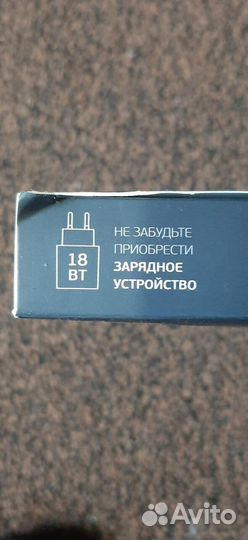 18
ВТ
НЕ ЗАБУДЬТЕ
ПРИОБРЕСТИ
ЗАРЯДНОЕ
УСТРОЙСТВО
Avito